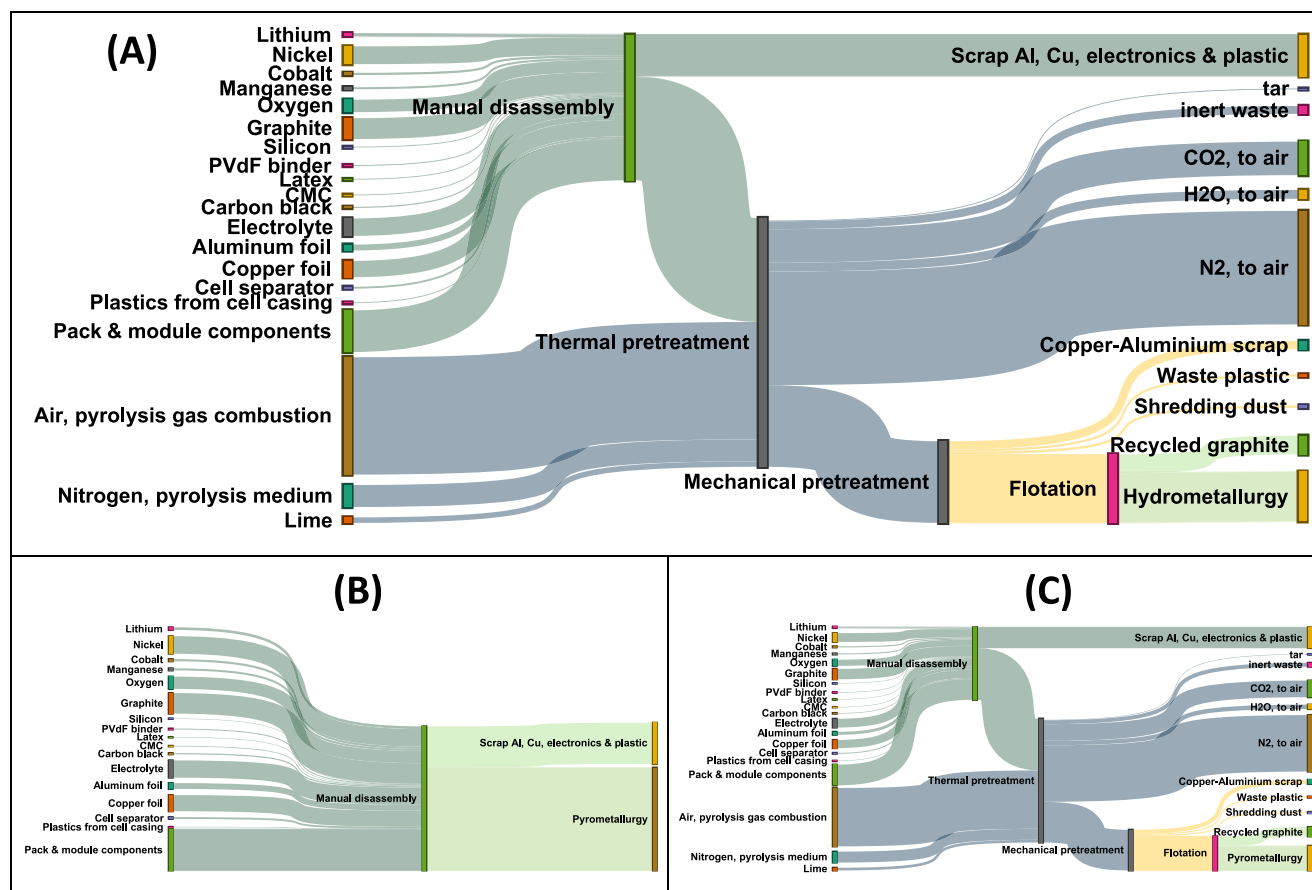 (A)
Lithium
Nickel
Cobalt
Manganese
Oxygen
Graphite
Silicon
PVdF binder
Latex
CMC
Carbon black
Electrolyte
Aluminum foil
Copper foil
Cell separator
Plastics from cell casing
Pack & module components
Air, pyrolysis gas combustion
Nitrogen, pyrolysis medium
Lime
Manual disassembly
Thermal pretreatment
Mechanical pretreatment
Flotation
Scrap Al, Cu, electronics & plastic
tar
inert waste
CO2, to air
H2O, to air
N2, to air
Copper-Aluminium scrap
Waste plastic
Shredding dust
Recycled graphite
Hydrometallurgy
(B)
Lithium
Nickel
Cobalt
Manganese
Oxygen
Graphite
Silicon
PVdF binder
Latex
CMC
Carbon black
Electrolyte
Aluminum foil
Copper foil
Cell separator
Plastics from cell casing
Pack & module components
Manual disassembly
Scrap Al, Cu, electronics & plastic
Pyrometallurgy
(C)
Lithium
Nickel
Cobalt
Manganese
Oxygen
Graphite
Silicon
PVdF binder
Latex
CMC
Carbon black
Electrolyte
Aluminum foil
Copper foil
Cell separator
Plastics from cell casing
Pack & module components
Air, pyrolysis gas combustion
Nitrogen, pyrolysis medium
Lime
Manual disassembly
Thermal pretreatment
Mechanical pretreatment
Flotation
Scrap Al, Cu, electronics & plastic
tar
inert waste
CO2, to air
H2O, to air
N2, to air
Copper-Aluminium scrap
Waste plastic
Shredding dust
Recycled graphite
Pyrometallurgy